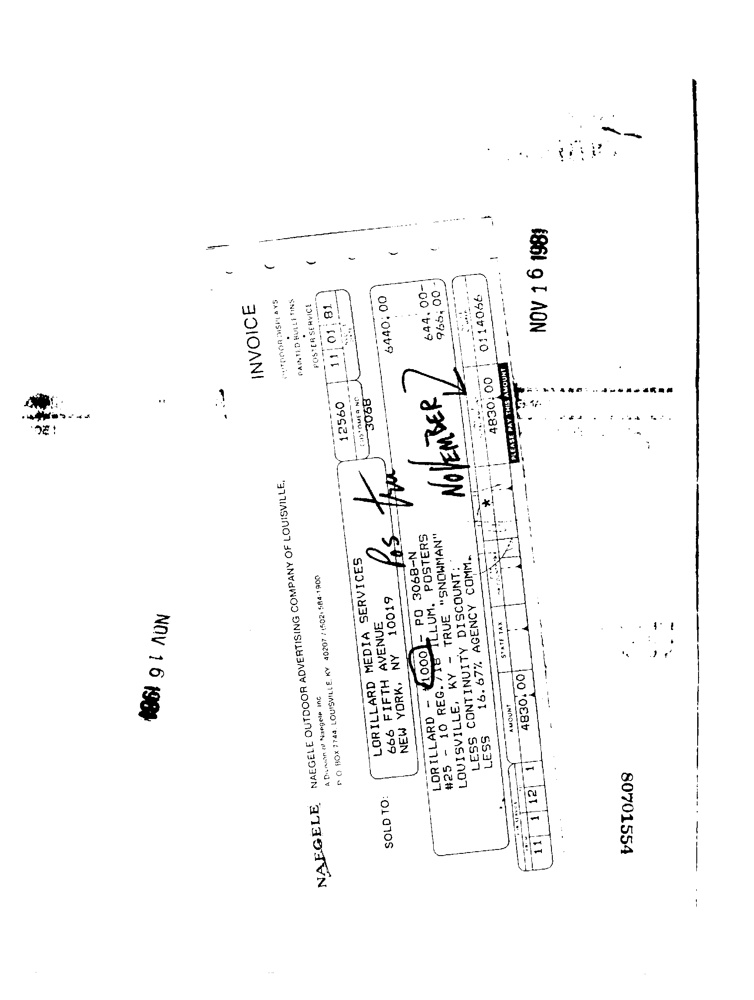 NOV 16 1981
NAEGELE
NAEGELE OUTDOOR ADVERTISING COMPANY OF LOUISVILLE,
A Division of Naegele Inc
P. O. BOX 7744, LOUISVILLE, KY 40207 / (502) 584-1900
INVOICE
OUTDOOR DISPLAYS
PAINTED BULLETINS
POSTER SERVICE
12560
11 01 81
CUSTOMER NO
306B
SOLD TO:
LORILLARD MEDIA SERVICES
666 FIFTH AVENUE
NEW YORK, NY 10019
Pos tru
6440.00
LORILLARD - 1000 - PO 306B-N
#25 - 10 REG./18 ILLUM. POSTERS
LOUISVILLE, KY - TRUE "SNOWMAN"
LESS CONTINUITY DISCOUNT: 644.00-
LESS 16.67% AGENCY COMM. 966.00-
NOVEMBER
AMOUNT
STATE TAX
11 1 12 1
4830.00
*
4830.00
0114066
PLEASE PAY THIS AMOUNT
NOV 16 1981
80701554